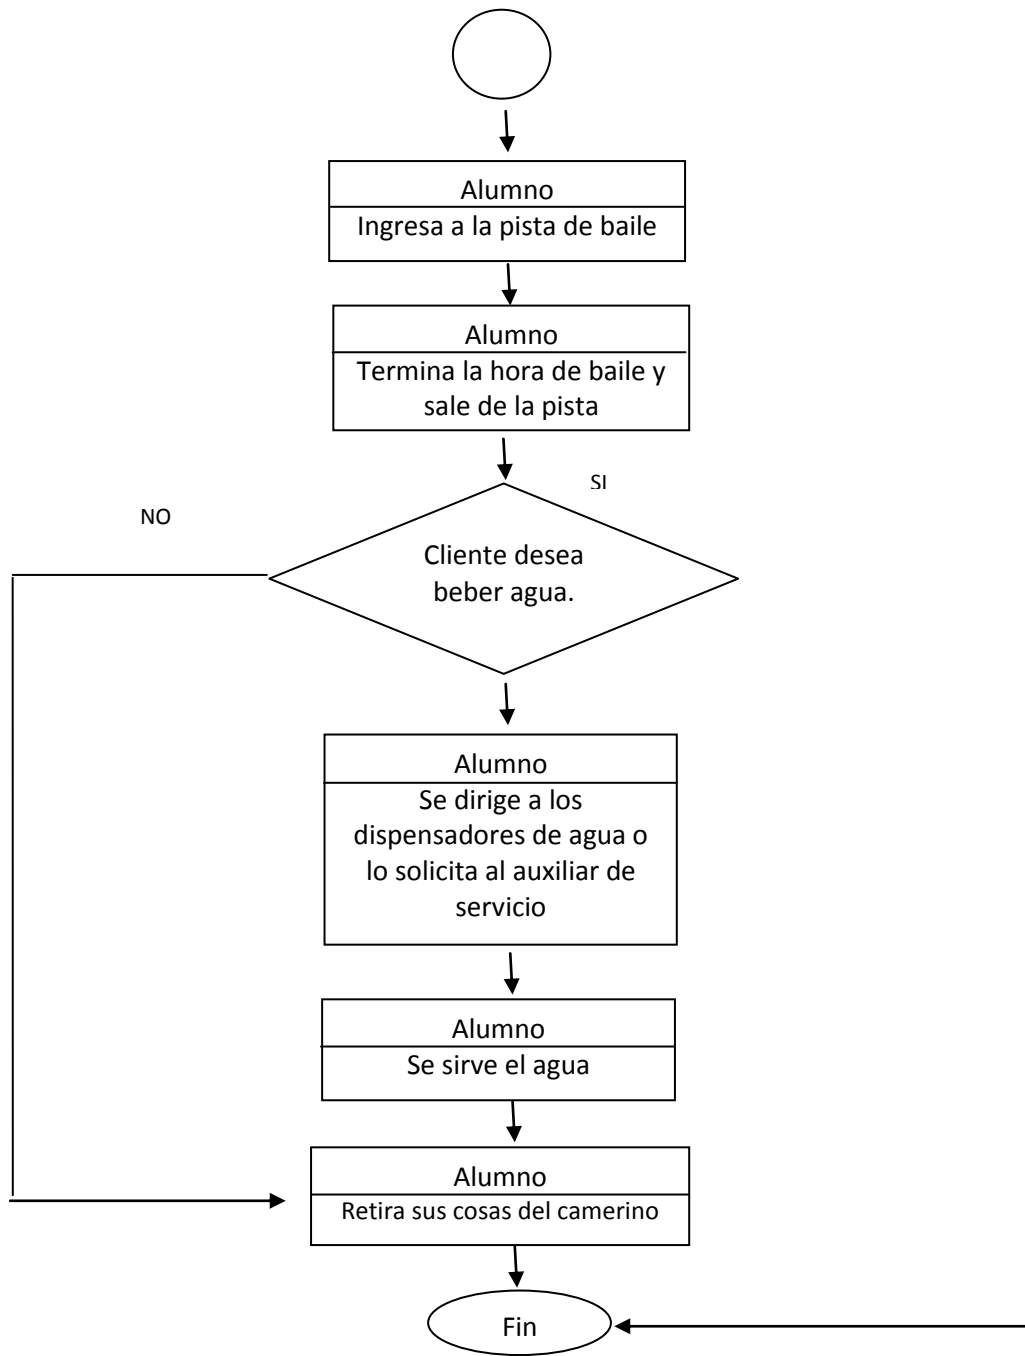 Alumno
Ingresa a la pista de baile
Alumno
Termina la hora de baile y
sale de la pista
SI
NO
Cliente desea
beber agua.
Alumno
Se dirige a los
dispensadores de agua o
lo solicita al auxiliar de
servicio
Alumno
Se sirve el agua
Alumno
Retira sus cosas del camerino
Fin